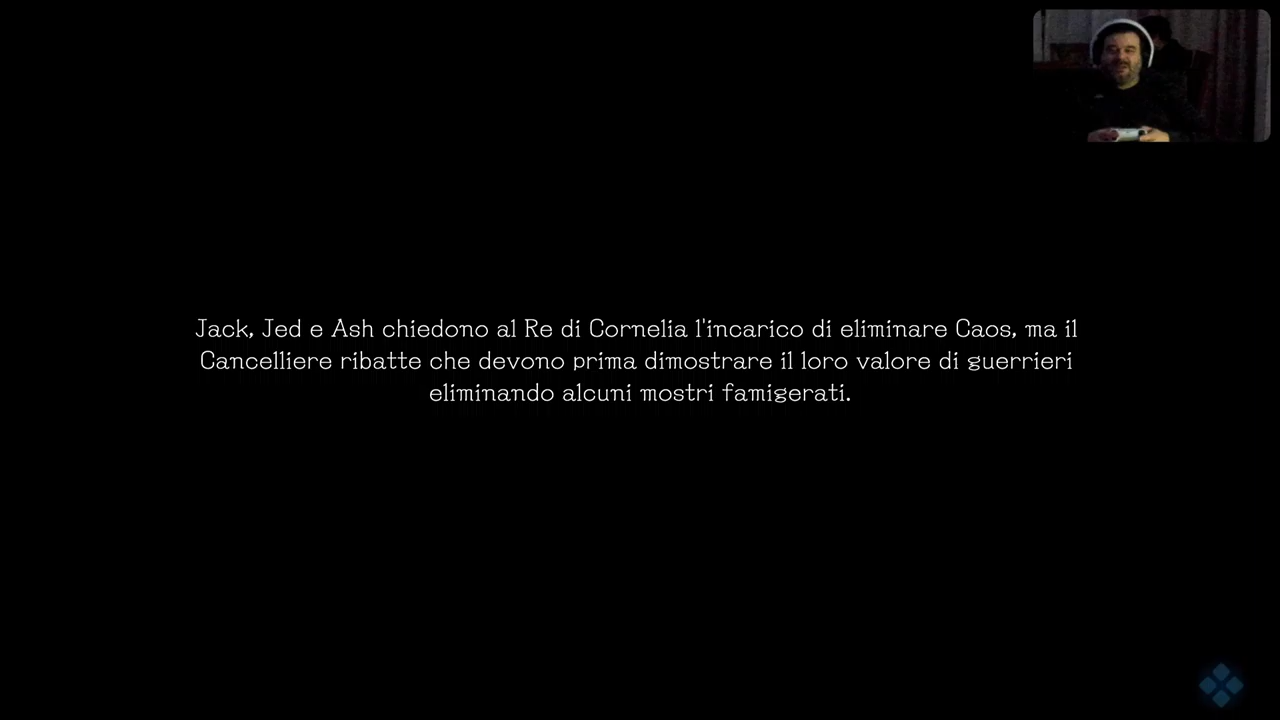 Jack, Jed e Ash chiedono al Re di Cornelia l'incarico di eliminare Caos, ma il
Cancelliere ribatte che devono prima dimostrare il loro valore di guerrieri
eliminando alcuni mostri famigerati.